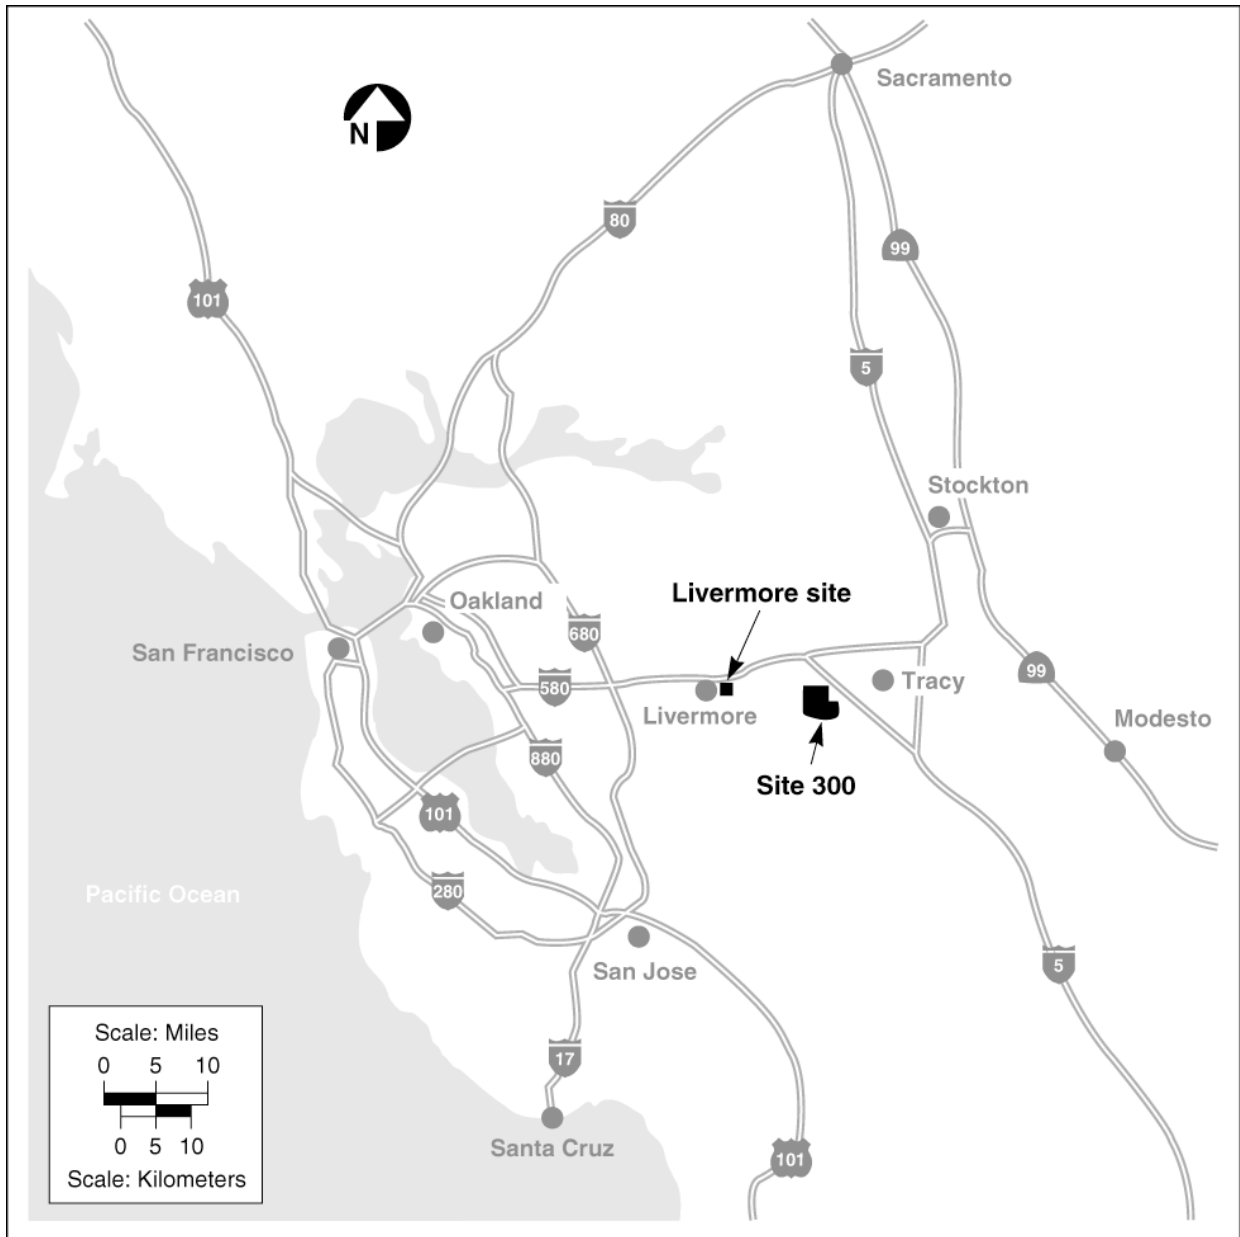 Sacramento
N
80
99
101
5
Stockton
Livermore site
Oakland
680
San Francisco
580
Livermore
Tracy
99
Modesto
880
Site 300
101
280
Pacific Ocean
San Jose
5
Scale: Miles
0 5 10
0 5 10
Scale: Kilometers
17
Santa Cruz
101